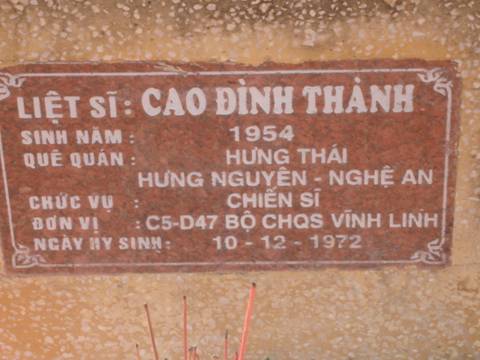 LIỆT SĨ: CAO ĐÌNH THÀNH
SINH NĂM : 1954
QUÊ QUÁN : HƯNG THÁI
HƯNG NGUYÊN - NGHỆ AN
CHỨC VỤ : CHIẾN SĨ
ĐƠN VỊ : C5-D47 BỘ CHQS VĨNH LINH
NGÀY HY SINH: 10 - 12 - 1972